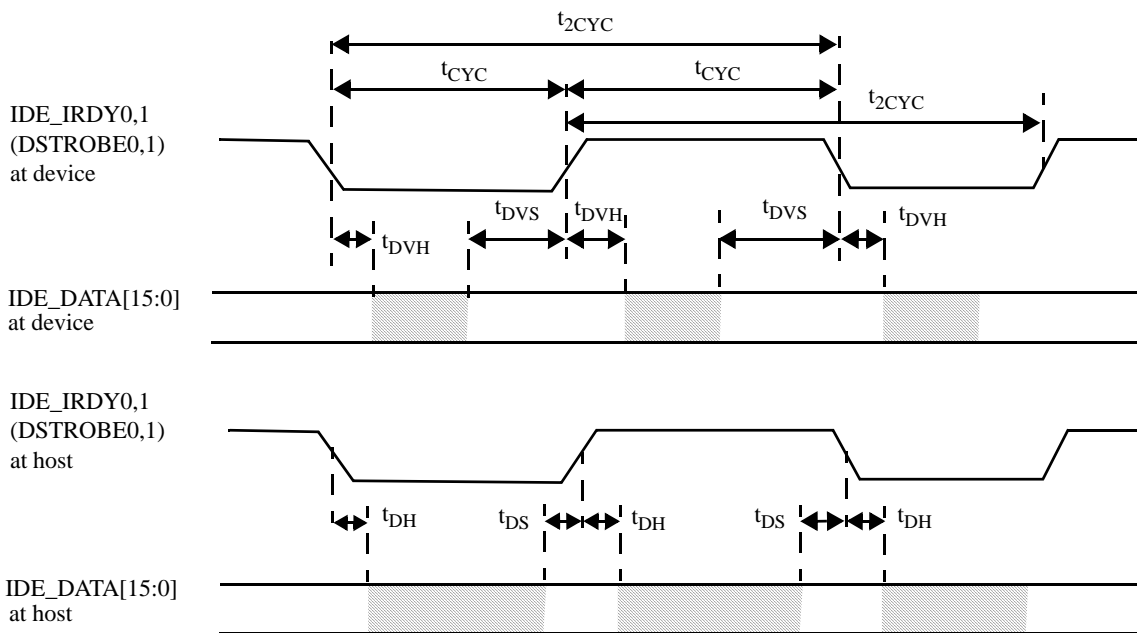 t2CYC
tCYC tCYC
t2CYC
IDE_IRDY0,1
(DSTROBE0,1)
at device
tDVS tDVH tDVS tDVH
tDVH
IDE_DATA[15:0]
at device
IDE_IRDY0,1
(DSTROBE0,1)
at host
tDH tDS tDH tDS tDH
IDE_DATA[15:0]
at host